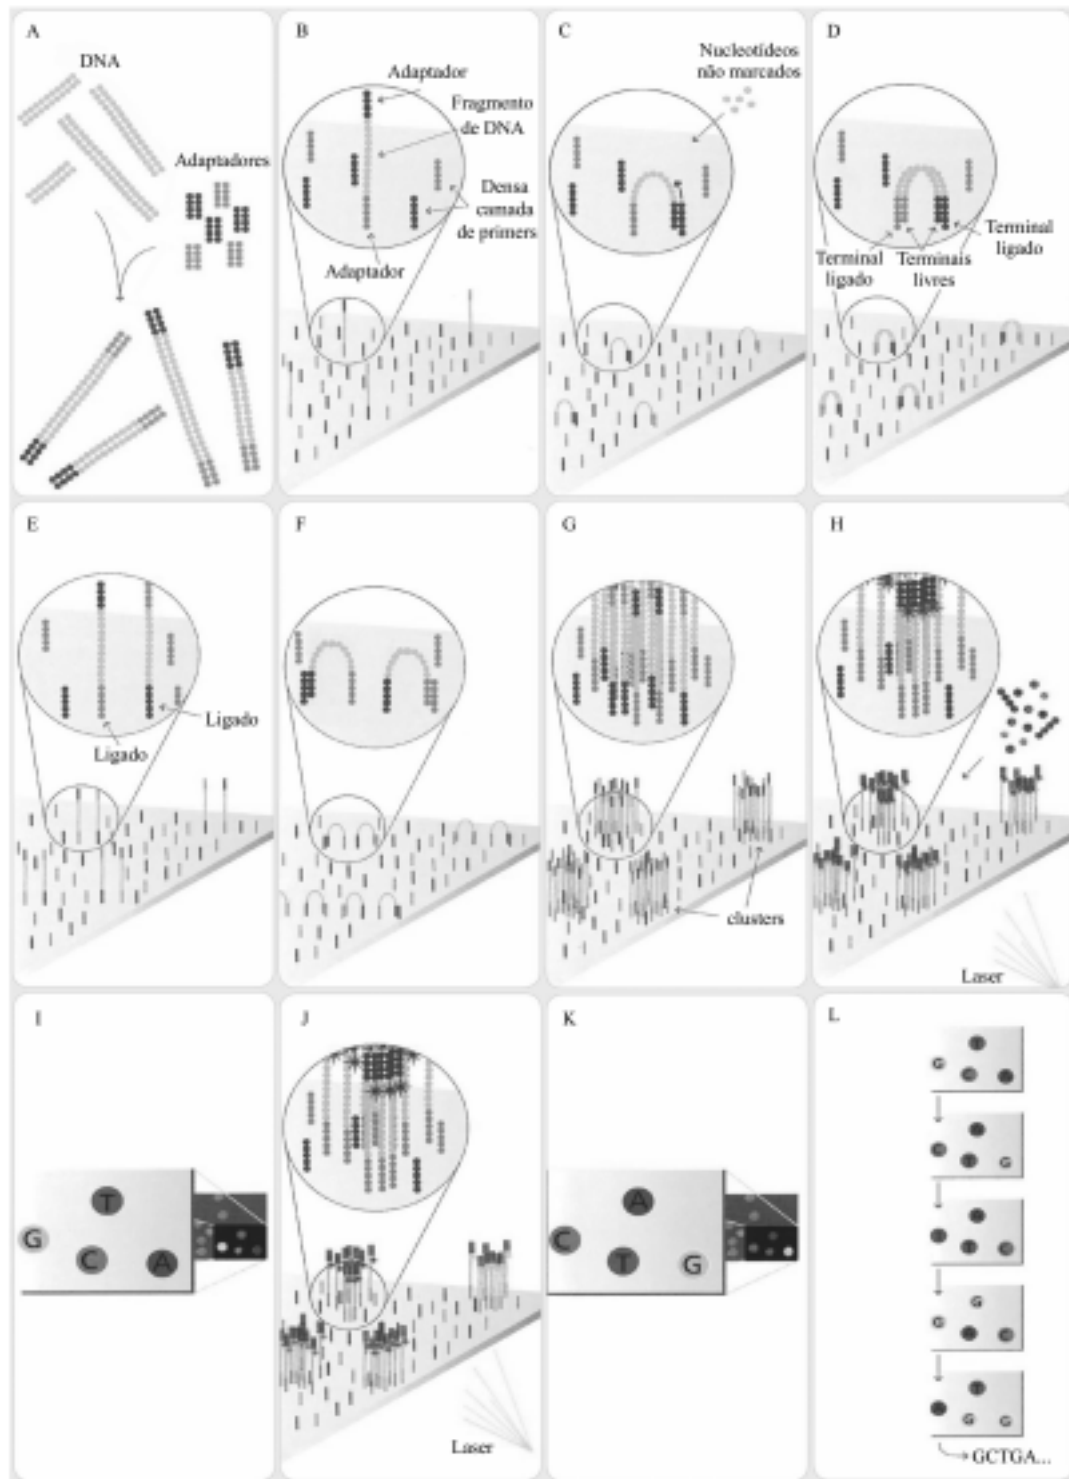 A
DNA
Adaptadores
B
Adaptador
Fragmento
de DNA
Densa
camada
de primers
Adaptador
C
Nucleotídeos
não marcados
D
Terminal
ligado
Terminais
livres
Terminal
ligado
E
Ligado
Ligado
F
G
clusters
H
Laser
I
T
G
C
A
J
Laser
K
A
C
T
G
L
T
G
C
G
T
G
G
T
G
G
GCTGA...